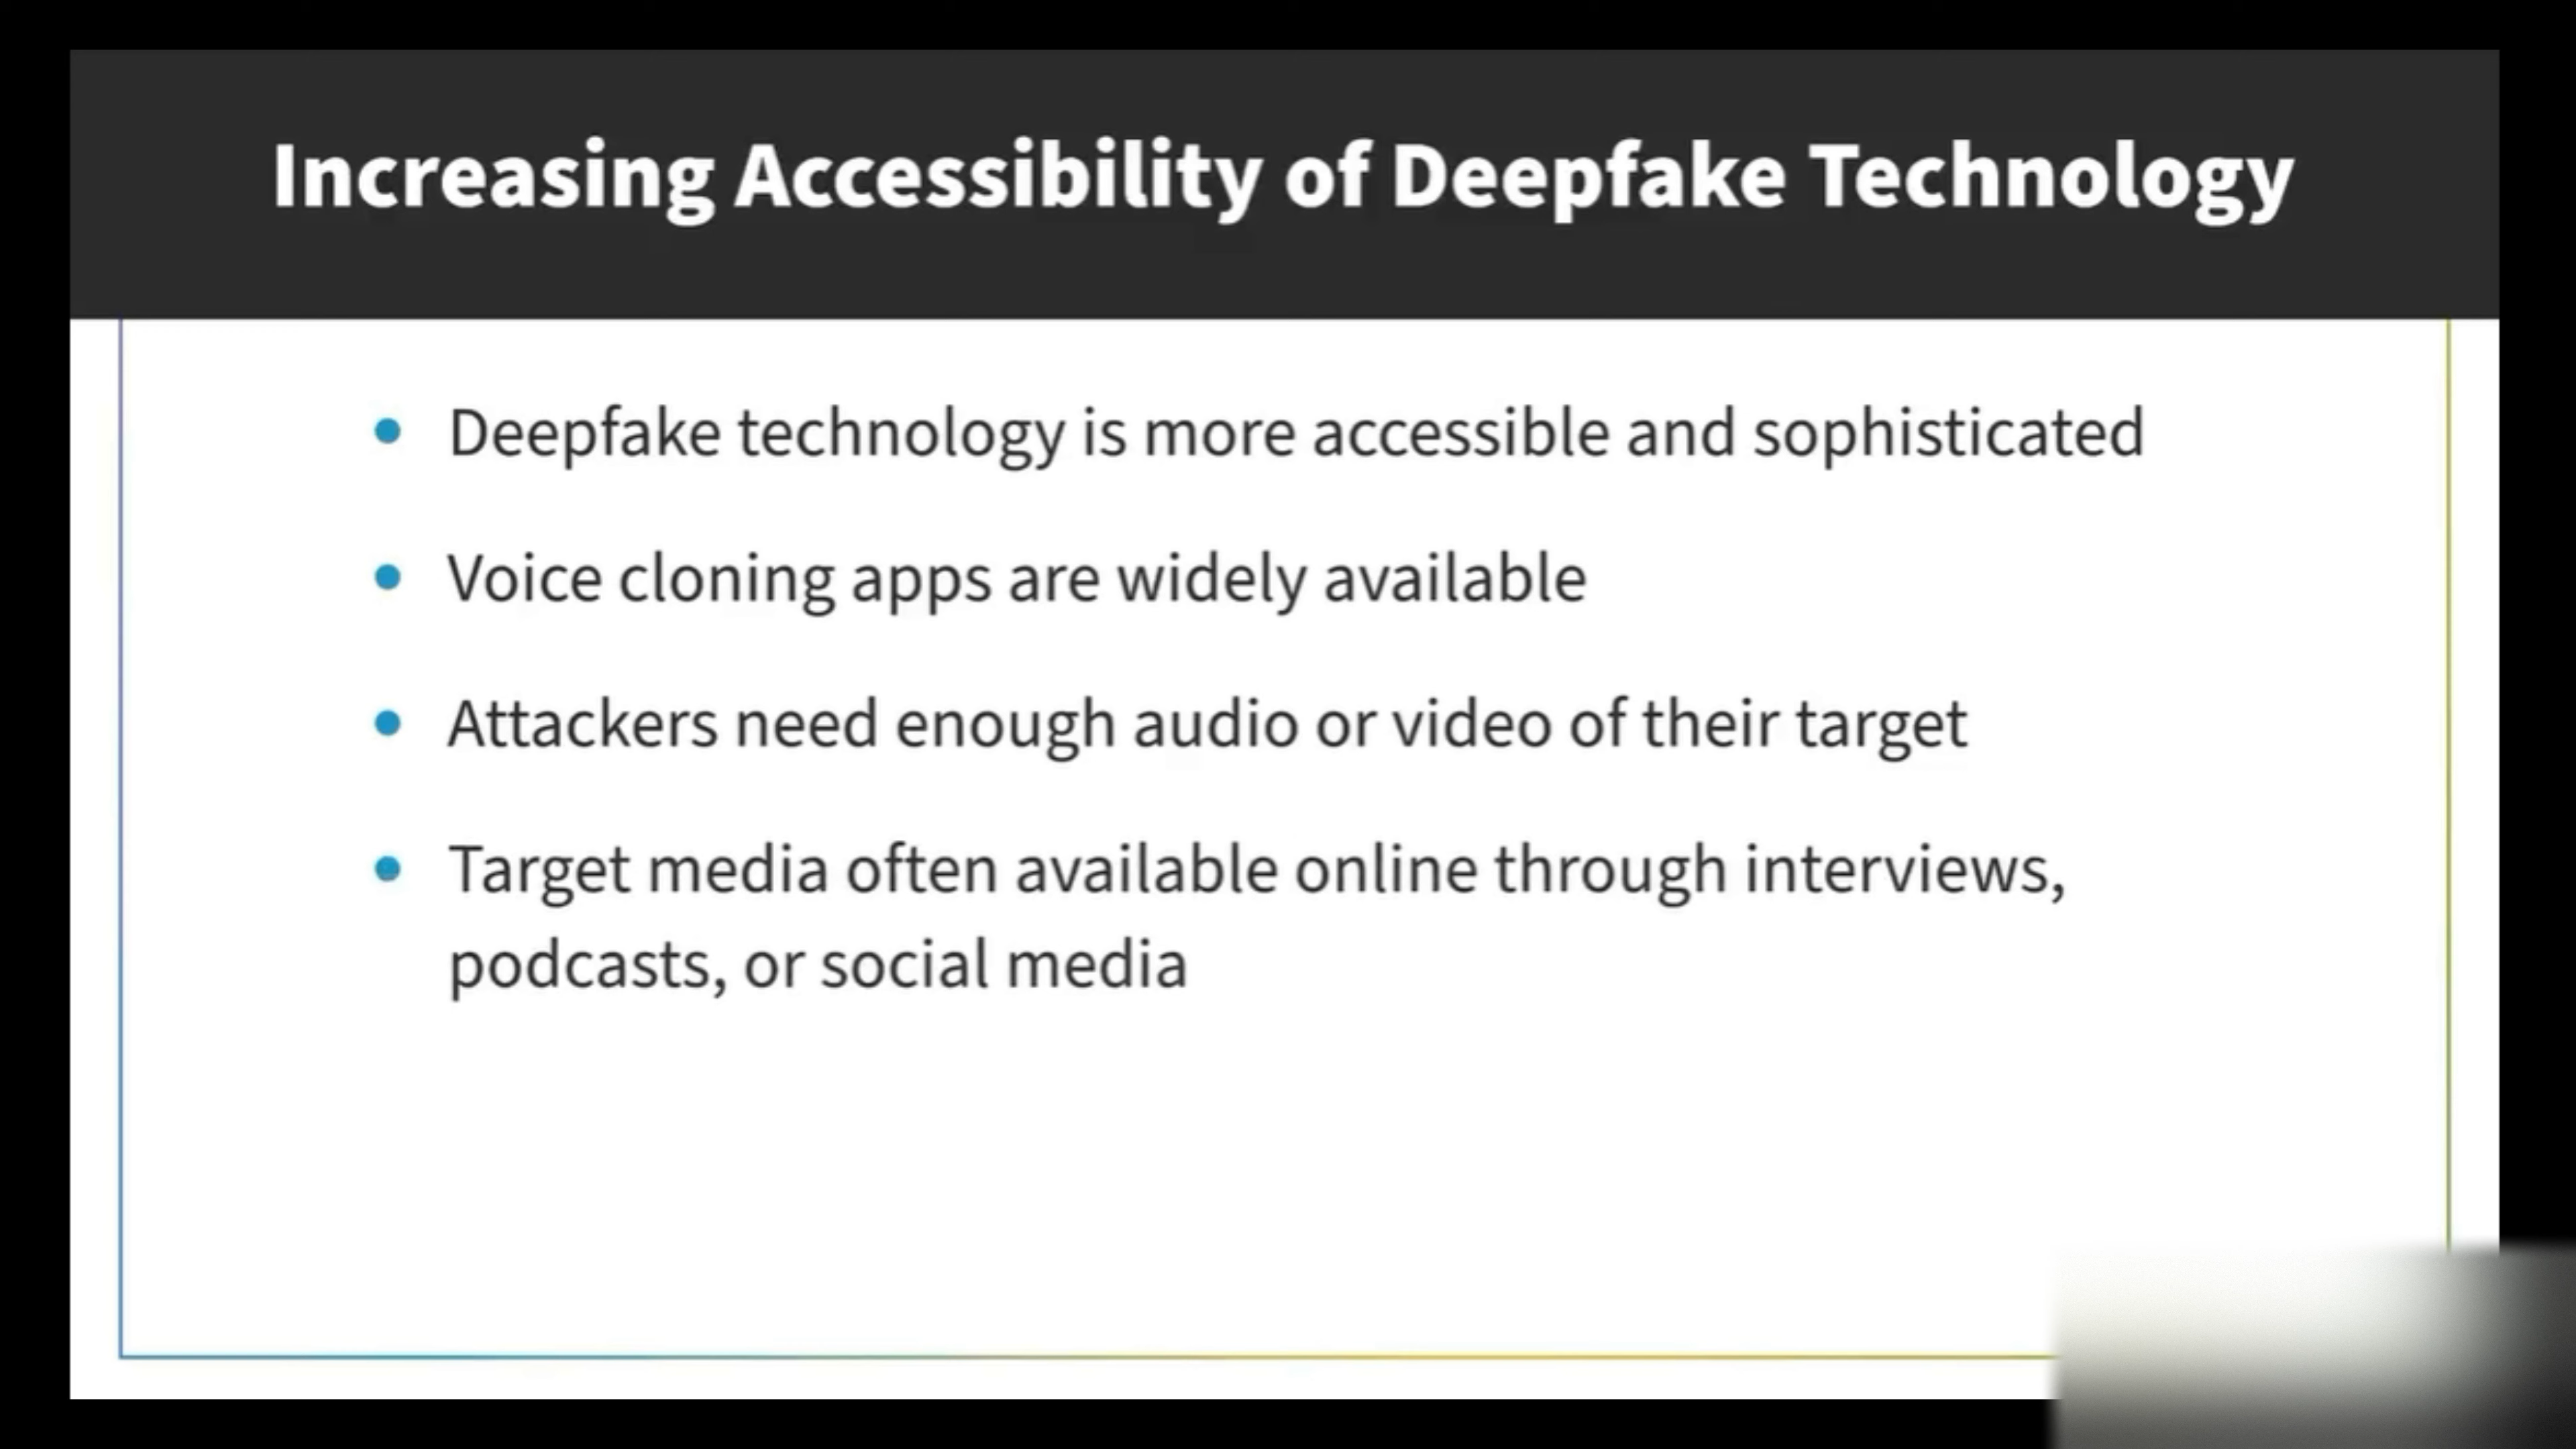 Increasing Accessibility of Deepfake Technology
Deepfake technology is more accessible and sophisticated
Voice cloning apps are widely available
Attackers need enough audio or video of their target
Target media often available online through interviews,
podcasts, or social media